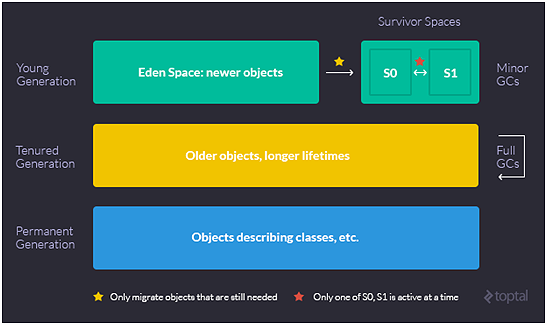 Survivor Spaces
Young
Generation
Eden Space: newer objects
S0
S1
Minor
GCs
Tenured
Generation
Older objects, longer lifetimes
Full
GCs
Permanent
Generation
Objects describing classes, etc.
Only migrate objects that are still needed
Only one of S0, S1 is active at a time
toptal